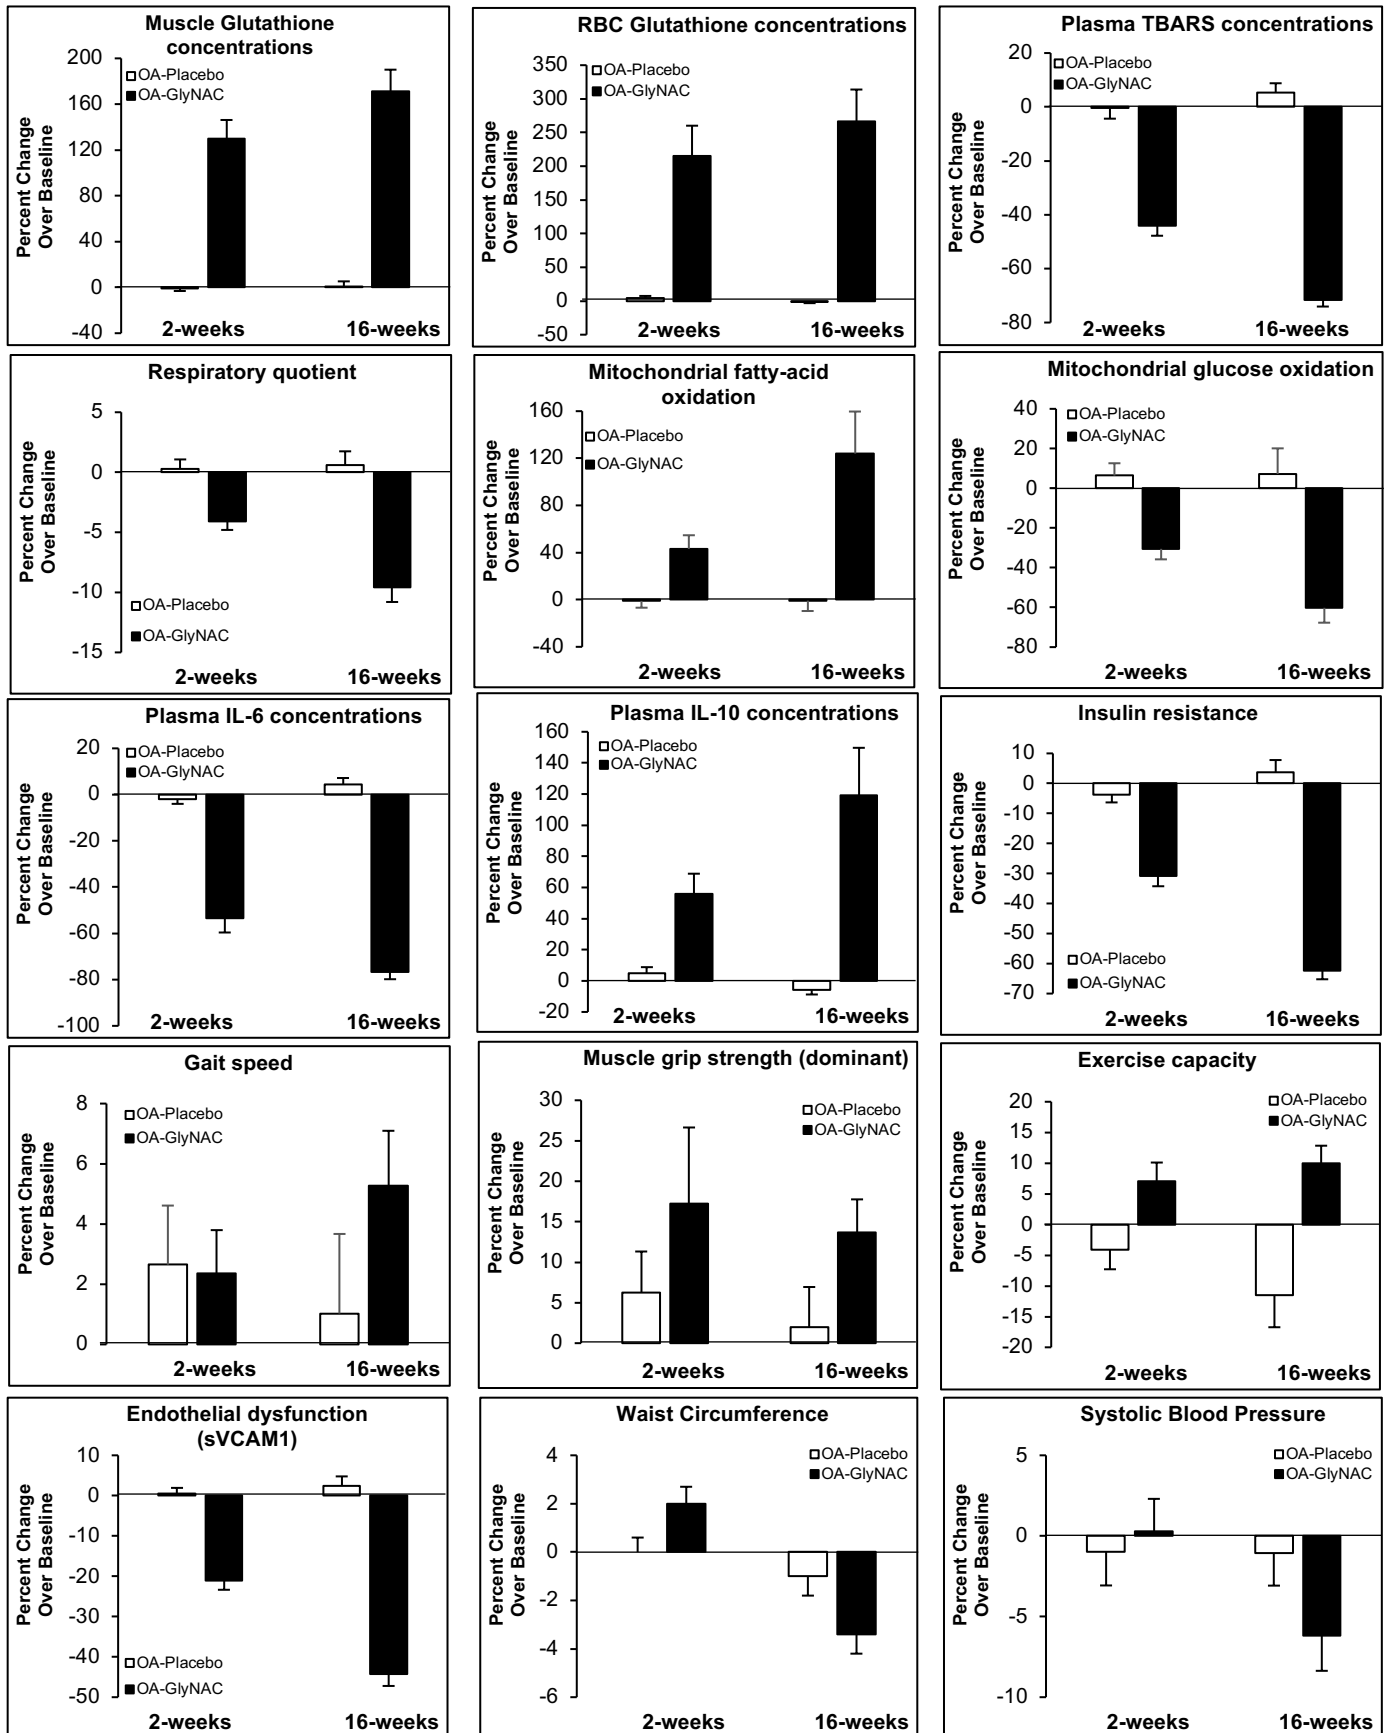 Muscle Glutathione
concentrations
Percent Change
Over Baseline
200
160
120
80
40
0
-40
OA-Placebo
OA-GlyNAC
2-weeks 16-weeks
RBC Glutathione concentrations
Percent Change
Over Baseline
350
300
250
200
150
100
50
0
-50
OA-Placebo
OA-GlyNAC
2-weeks 16-weeks
Plasma TBARS concentrations
Percent Change
Over Baseline
20
0
-20
-40
-60
-80
OA-Placebo
OA-GlyNAC
2-weeks 16-weeks
Respiratory quotient
Percent Change
Over Baseline
5
0
-5
-10
-15
OA-Placebo
OA-GlyNAC
2-weeks 16-weeks
Mitochondrial fatty-acid
oxidation
Percent Change
Over Baseline
160
120
80
40
0
-40
OA-Placebo
OA-GlyNAC
2-weeks 16-weeks
Mitochondrial glucose oxidation
Percent Change
Over Baseline
40
20
0
-20
-40
-60
-80
OA-Placebo
OA-GlyNAC
2-weeks 16-weeks
Plasma IL-6 concentrations
Percent Change
Over Baseline
20
0
-20
-40
-60
-80
-100
OA-Placebo
OA-GlyNAC
2-weeks 16-weeks
Plasma IL-10 concentrations
Percent Change
Over Baseline
160
140
120
100
80
60
40
20
0
-20
OA-Placebo
OA-GlyNAC
2-weeks 16-weeks
Insulin resistance
Percent Change
Over Baseline
10
0
-10
-20
-30
-40
-50
-60
-70
OA-Placebo
OA-GlyNAC
2-weeks 16-weeks
Gait speed
Percent Change
Over Baseline
8
6
4
2
0
OA-Placebo
OA-GlyNAC
2-weeks 16-weeks
Muscle grip strength (dominant)
Percent Change
Over Baseline
30
25
20
15
10
5
0
OA-Placebo
OA-GlyNAC
2-weeks 16-weeks
Exercise capacity
Percent Change
Over Baseline
20
15
10
5
0
-5
-10
-15
-20
OA-Placebo
OA-GlyNAC
2-weeks 16-weeks
Endothelial dysfunction
(sVCAM1)
Percent Change
Over Baseline
10
0
-10
-20
-30
-40
-50
OA-Placebo
OA-GlyNAC
2-weeks 16-weeks
Waist Circumference
Percent Change
Over Baseline
4
2
0
-2
-4
-6
OA-Placebo
OA-GlyNAC
2-weeks 16-weeks
Systolic Blood Pressure
Percent Change
Over Baseline
5
0
-5
-10
OA-Placebo
OA-GlyNAC
2-weeks 16-weeks